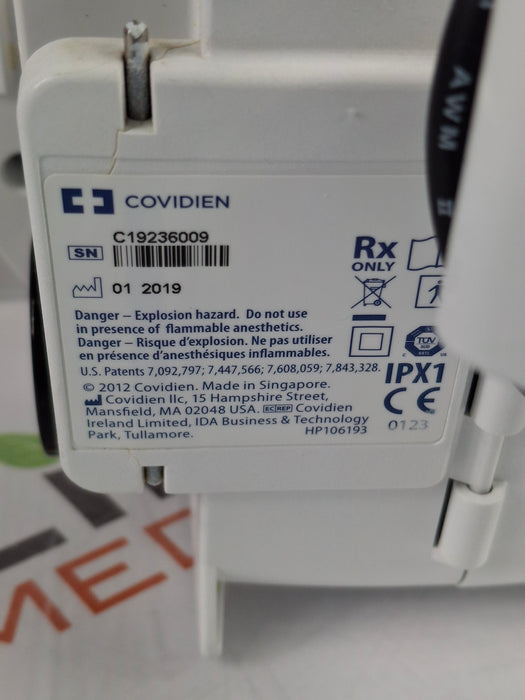 COVIDIEN
SN C19236009
01 2019
Danger – Explosion hazard. Do not use
in presence of flammable anesthetics.
Danger – Risque d'explosion. Ne pas utiliser
en présence d'anesthésiques inflammables.
U.S. Patents 7,092,797; 7,447,566; 7,608,059; 7,843,328.
© 2012 Covidien. Made in Singapore.
Covidien llc, 15 Hampshire Street,
Mansfield, MA 02048 USA. EC REP Covidien
Ireland Limited, IDA Business & Technology
Park, Tullamore. HP106193
Rx
ONLY
TÜV
IPX1
CE
0123
AWM
MED